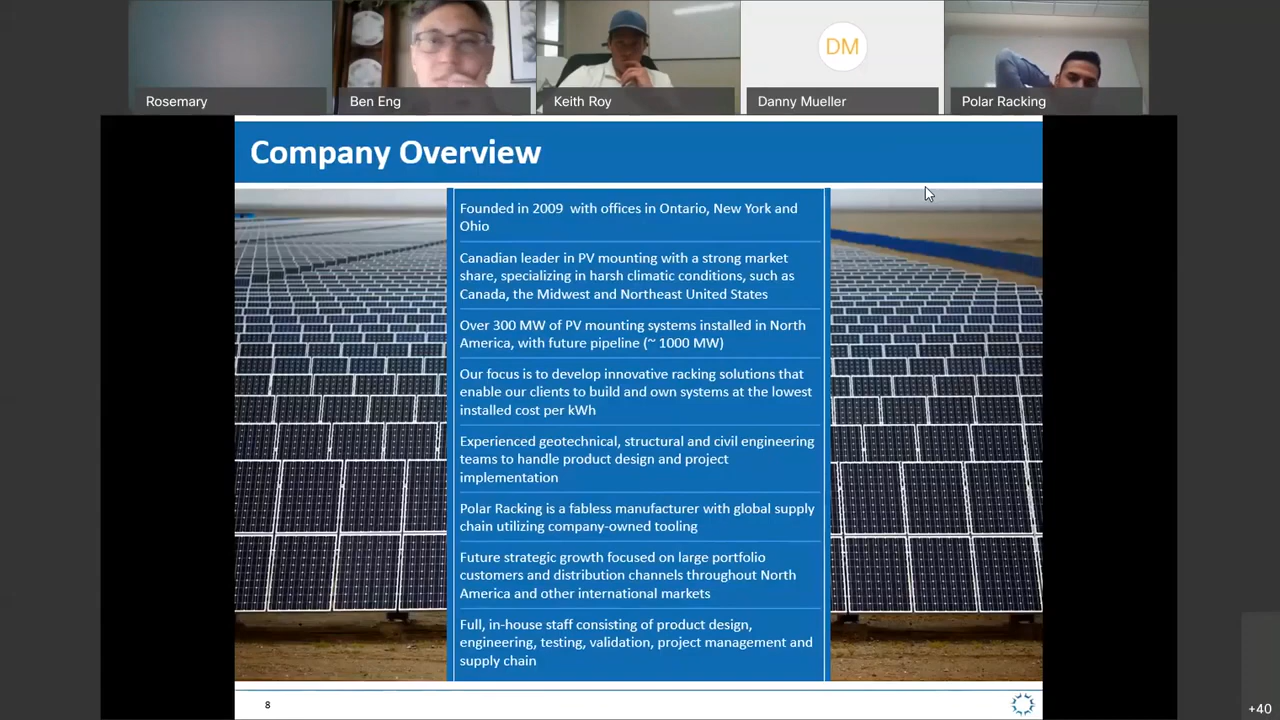 Rosemary
Ben Eng
Keith Roy
DM
Danny Mueller
Polar Racking
Company Overview
Founded in 2009 with offices in Ontario, New York and
Ohio
Canadian leader in PV mounting with a strong market
share, specializing in harsh climatic conditions, such as
Canada, the Midwest and Northeast United States
Over 300 MW of PV mounting systems installed in North
America, with future pipeline (~ 1000 MW)
Our focus is to develop innovative racking solutions that
enable our clients to build and own systems at the lowest
installed cost per kWh
Experienced geotechnical, structural and civil engineering
teams to handle product design and project
implementation
Polar Racking is a fabless manufacturer with global supply
chain utilizing company-owned tooling
Future strategic growth focused on large portfolio
customers and distribution channels throughout North
America and other international markets
Full, in-house staff consisting of product design,
engineering, testing, validation, project management and
supply chain
8
+40